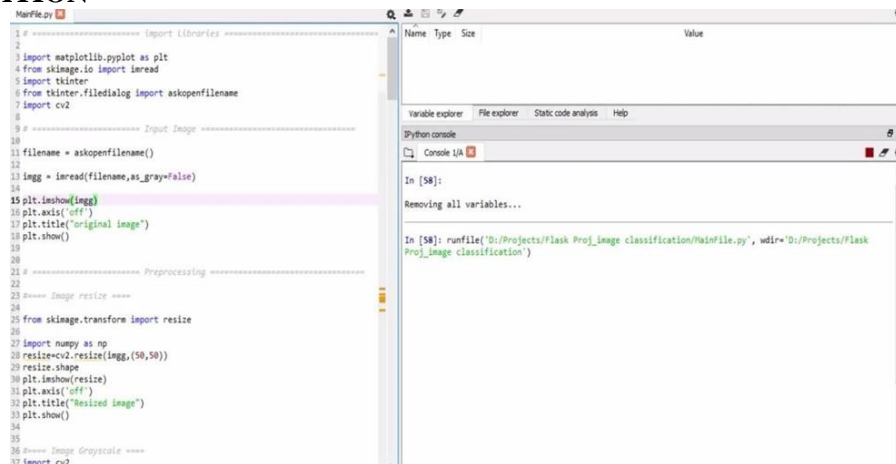 MainFile.py
1 # ======================= import Libraries =================================
2
3 import matplotlib.pyplot as plt
4 from skimage.io import imread
5 import tkinter
6 from tkinter.filedialog import askopenfilename
7 import cv2
8
9 # ======================= Input Image =================================
10
11 filename = askopenfilename()
12
13 imgg = imread(filename,as_gray=False)
14
15 plt.imshow(imgg)
16 plt.axis('off')
17 plt.title("original image")
18 plt.show()
19
20
21 # ======================= Preprocessing =================================
22
23 #==== Image resize ====
24
25 from skimage.transform import resize
26
27 import numpy as np
28 resize=cv2.resize(imgg,(50,50))
29 resize.shape
30 plt.imshow(resize)
31 plt.axis('off')
32 plt.title("Resized image")
33 plt.show()
34
35
36 #==== Image Grayscale ====
37 import cv2
Name Type Size Value
Variable explorer File explorer Static code analysis Help
IPython console
Console 1/A
In [58]:
Removing all variables...
In [58]: runfile('D:/Projects/Flask Proj_image classification/MainFile.py', wdir='D:/Projects/Flask
Proj_image classification')